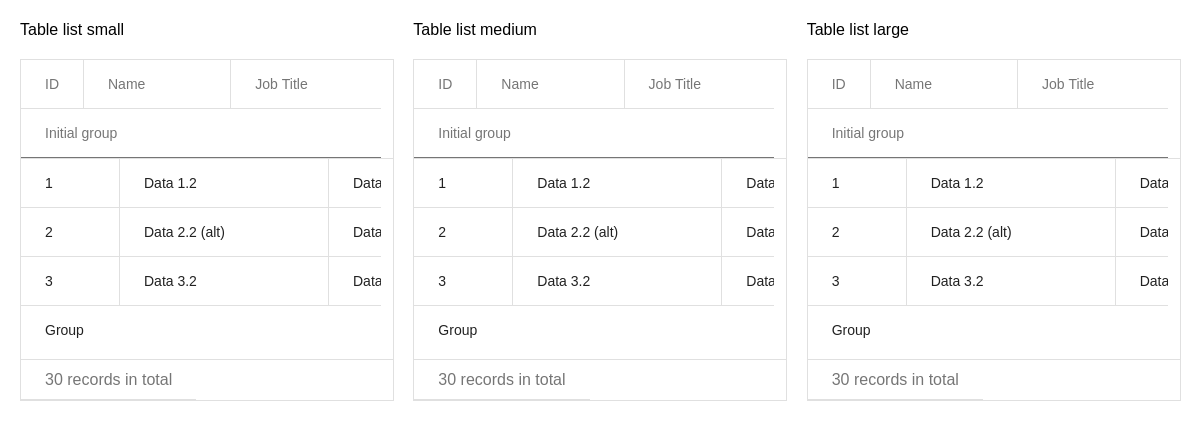 Table list small
ID Name Job Title
Initial group
1 Data 1.2 Data
2 Data 2.2 (alt) Data
3 Data 3.2 Data
Group
30 records in total
Table list medium
ID Name Job Title
Initial group
1 Data 1.2 Data
2 Data 2.2 (alt) Data
3 Data 3.2 Data
Group
30 records in total
Table list large
ID Name Job Title
Initial group
1 Data 1.2 Data
2 Data 2.2 (alt) Data
3 Data 3.2 Data
Group
30 records in total